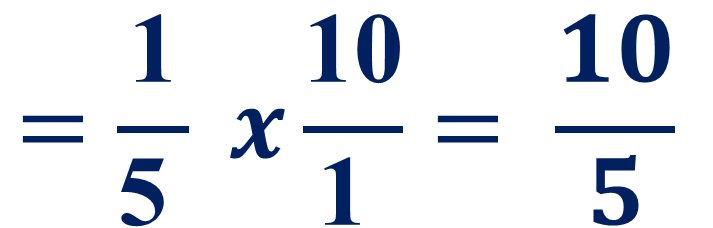 = 1/5 x 10/1 = 10/5